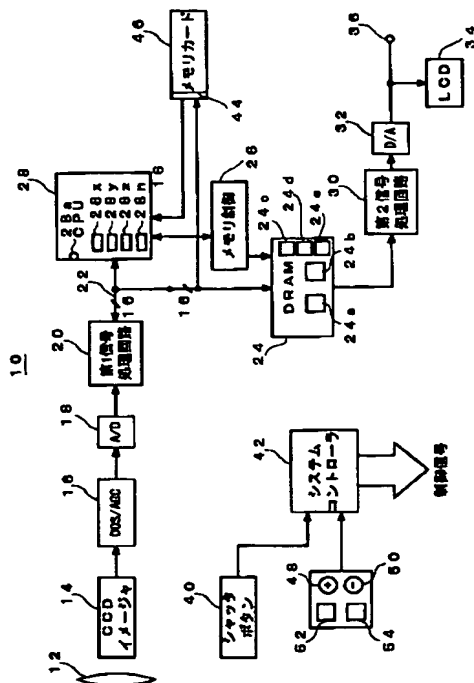 10
12
14
CCD
イメージャ
16
CDS/AGC
18
A/D
20
第1信号
処理回路
22
16
28
28a
CPU
28x
28y
28z
28n
16
46
メモリカード
44
26
メモリ制御
16
24
DRAM
24c
24d
24e
24a
24b
30
第2信号
処理回路
32
D/A
36
LCD
34
40
シャッタ
ボタン
42
システム
コントローラ
制御信号
48
+
-
50
52
54